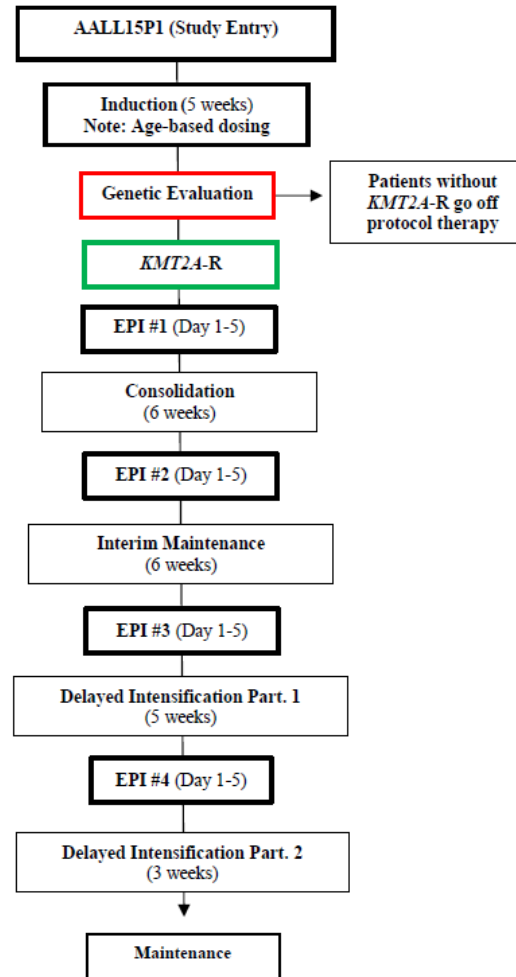 AALL15P1 (Study Entry)
Induction (5 weeks)
Note: Age-based dosing
Genetic Evaluation
Patients without
KMT2A-R go off
protocol therapy
KMT2A-R
EPI #1 (Day 1-5)
Consolidation
(6 weeks)
EPI #2 (Day 1-5)
Interim Maintenance
(6 weeks)
EPI #3 (Day 1-5)
Delayed Intensification Part. 1
(5 weeks)
EPI #4 (Day 1-5)
Delayed Intensification Part. 2
(3 weeks)
Maintenance